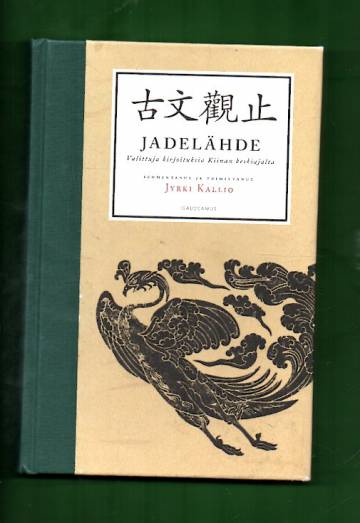 古文觀止
JADELÄHDE
Valittuja kirjoituksia Kiinan keskiajalta
SUOMENTANUT JA TOIMITTANUT
JYRKI KALLIO
GAUDEAMUS